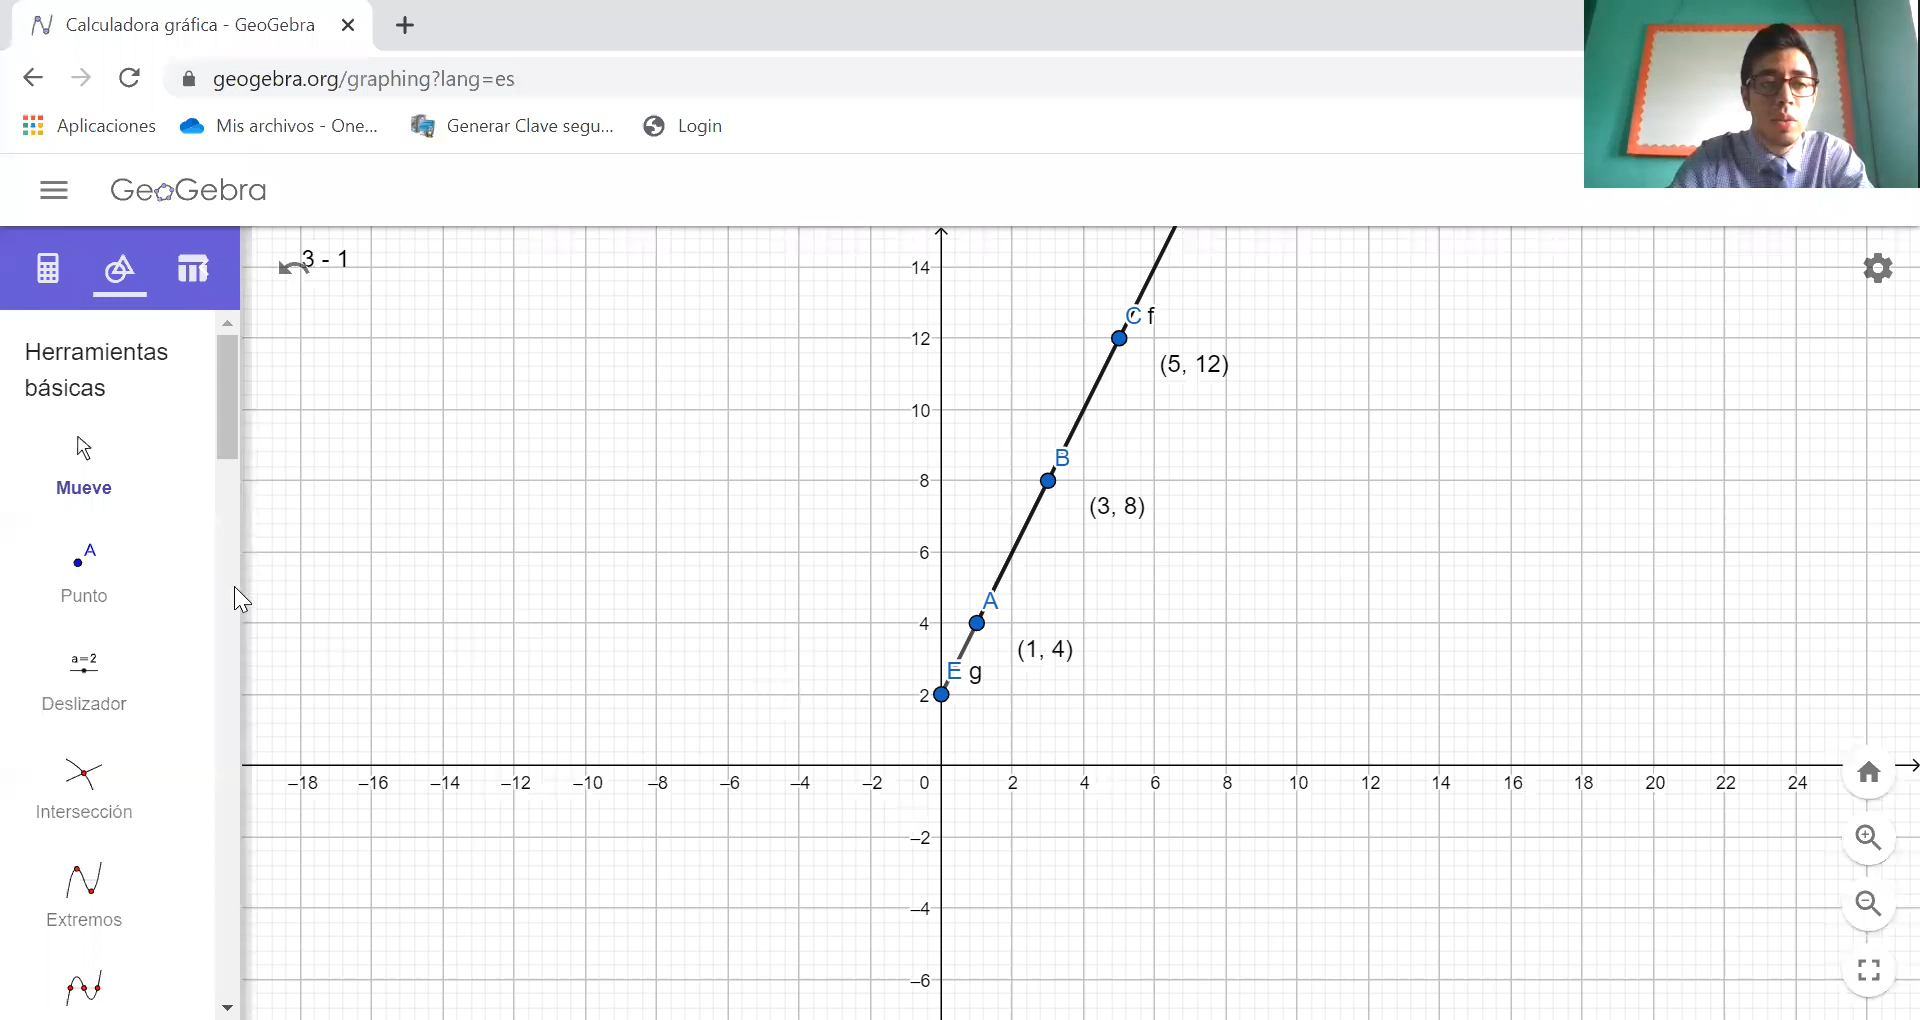 Calculadora gráfica - GeoGebra
geogebra.org/graphing?lang=es
Aplicaciones
Mis archivos - One...
Generar Clave segu...
Login
GeoGebra
3 - 1
Herramientas
básicas
Mueve
A
Punto
a=2
Deslizador
Intersección
Extremos
14
12
10
8
6
4
2
C f
(5, 12)
B
(3, 8)
A
(1, 4)
E g
–18 –16 –14 –12 –10 –8 –6 –4 –2 0 2 4 6 8 10 12 14 16 18 20 22 24
–2
–4
–6